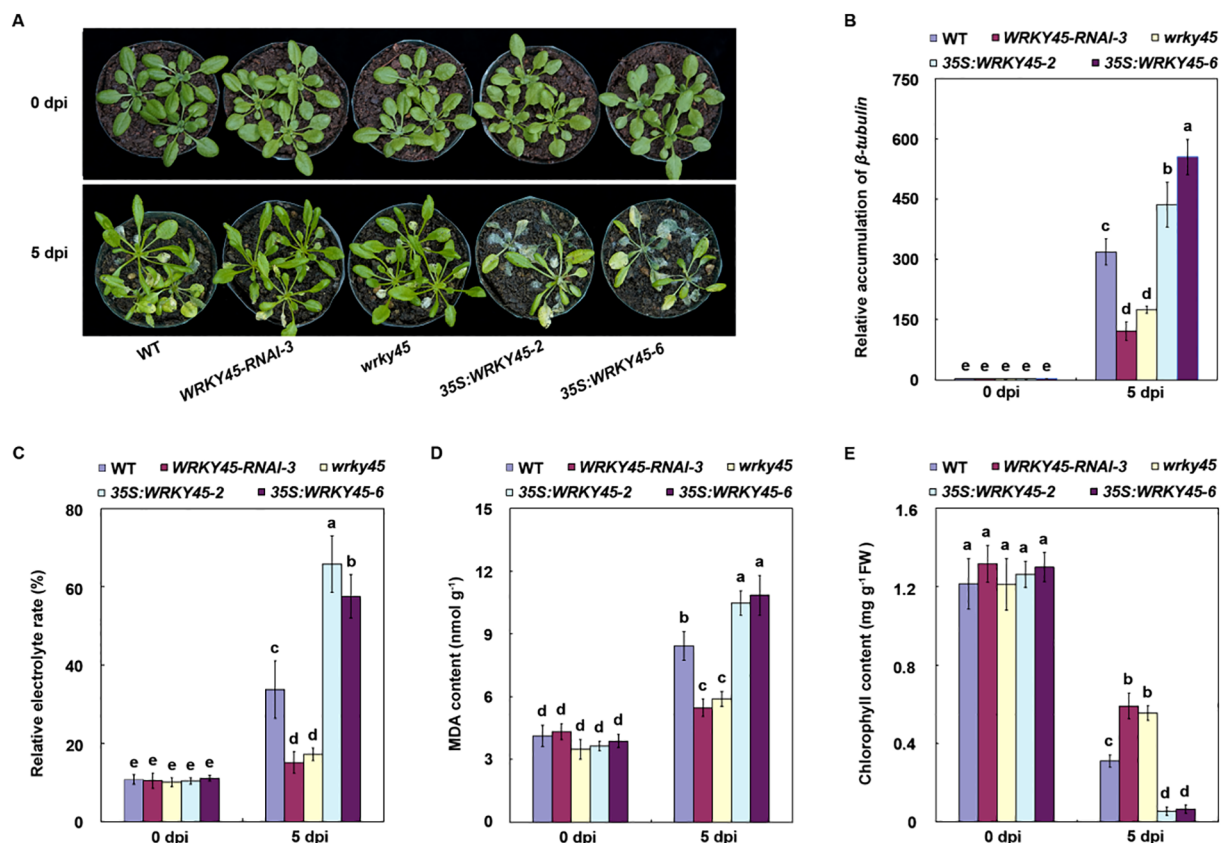 A
0 dpi
5 dpi
WT
WRKY45-RNAI-3
wrky45
35S:WRKY45-2
35S:WRKY45-6
B
WT WRKY45-RNAI-3 wrky45
35S:WRKY45-2 35S:WRKY45-6
Relative accumulation of β-tubulin
750
600
450
300
150
0
e e e e e
c
d
d
b
a
0 dpi 5 dpi
C
WT WRKY45-RNAI-3 wrky45
35S:WRKY45-2 35S:WRKY45-6
Relative electrolyte rate (%)
80
60
40
20
0
e e e e e
c
d
d
a
b
0 dpi 5 dpi
D
WT WRKY45-RNAI-3 wrky45
35S:WRKY45-2 35S:WRKY45-6
MDA content (nmol g-1)
15
12
9
6
3
0
d d d d d
b
c c
a a
0 dpi 5 dpi
E
WT WRKY45-RNAI-3 wrky45
35S:WRKY45-2 35S:WRKY45-6
Chlorophyll content (mg g-1 FW)
1.6
1.2
0.8
0.4
0
a a a a a
c
b b
d d
0 dpi 5 dpi